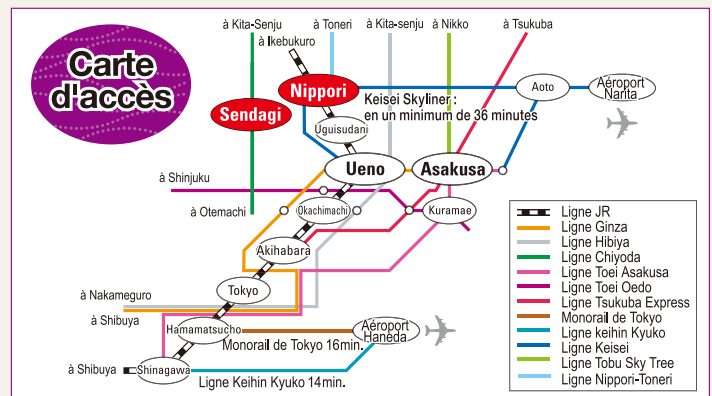 Carte
d'accès
à Kita-Senju
à Ikebukuro
à Toneri
à Kita-senju
à Nikko
à Tsukuba
Nippori
Sendagi
Keisei Skyliner :
en un minimum de 36 minutes
Aoto
Aéroport
Narita
Uguisudani
Ueno
Asakusa
à Shinjuku
à Otemachi
Okachimachi
Kuramae
Akihabara
Tokyo
à Nakameguro
à Shibuya
Hamamatsucho
Monorail de Tokyo 16min.
Aéroport
Haneda
à Shibuya
Shinagawa
Ligne Keihin Kyuko 14min.
Ligne JR
Ligne Ginza
Ligne Hibiya
Ligne Chiyoda
Ligne Toei Asakusa
Ligne Toei Oedo
Ligne Tsukuba Express
Monorail de Tokyo
Ligne keihin Kyuko
Ligne Keisei
Ligne Tobu Sky Tree
Ligne Nippori-Toneri